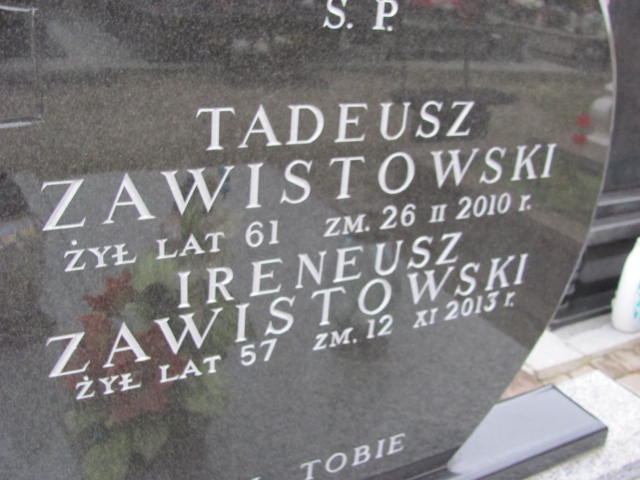 S. P.
TADEUSZ
ZAWISTOWSKI
ŻYŁ LAT 61 ZM. 26 II 2010 r.
IRENEUSZ
ZAWISTOWSKI
ŻYŁ LAT 57 ZM. 12 XI 2013 r.
TOBIE